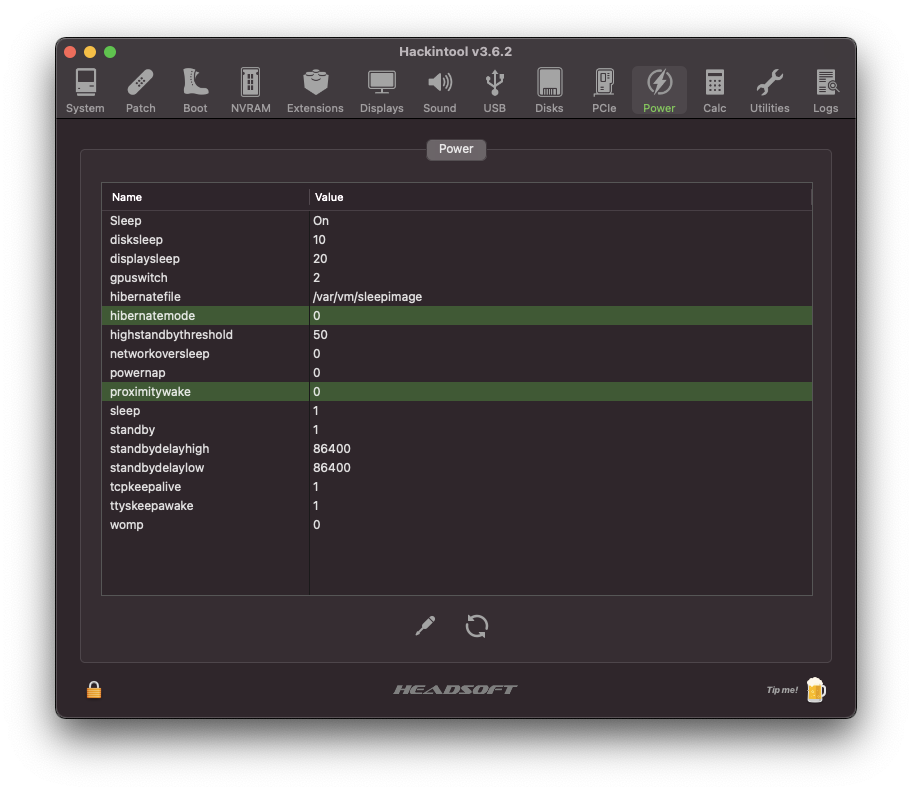 Hackintool v3.6.2
System Patch Boot NVRAM Extensions Displays Sound USB Disks PCIe Power Calc Utilities Logs
Power
Name Value
Sleep On
disksleep 10
displaysleep 20
gpuswitch 2
hibernatefile /var/vm/sleepimage
hibernatemode 0
highstandbythreshold 50
networkoversleep 0
powernap 0
proximitywake 0
sleep 1
standby 1
standbydelayhigh 86400
standbydelaylow 86400
tcpkeepalive 1
ttyskeepawake 1
womp 0
HEADSOFT Tip me!